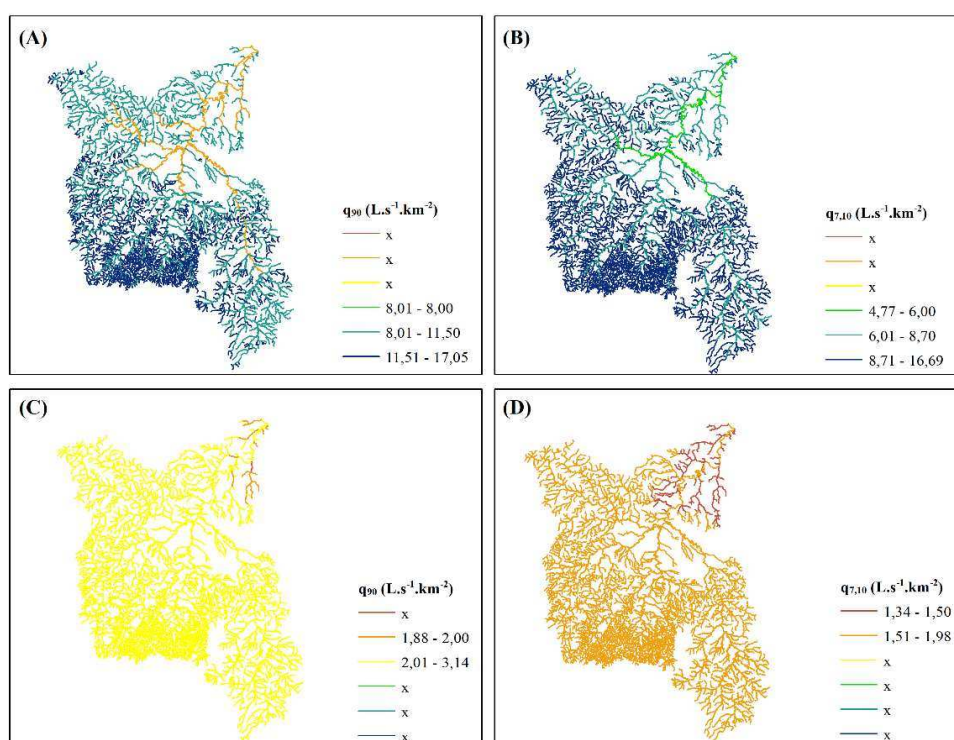 (A)
q₉₀ (L.s⁻¹.km⁻²)
x
x
x
8,01 - 8,00
8,01 - 11,50
11,51 - 17,05
(B)
q₇,₁₀ (L.s⁻¹.km⁻²)
x
x
x
4,77 - 6,00
6,01 - 8,70
8,71 - 16,69
(C)
q₉₀ (L.s⁻¹.km⁻²)
x
1,88 - 2,00
2,01 - 3,14
x
x
x
(D)
q₇,₁₀ (L.s⁻¹.km⁻²)
1,34 - 1,50
1,51 - 1,98
x
x
x
x